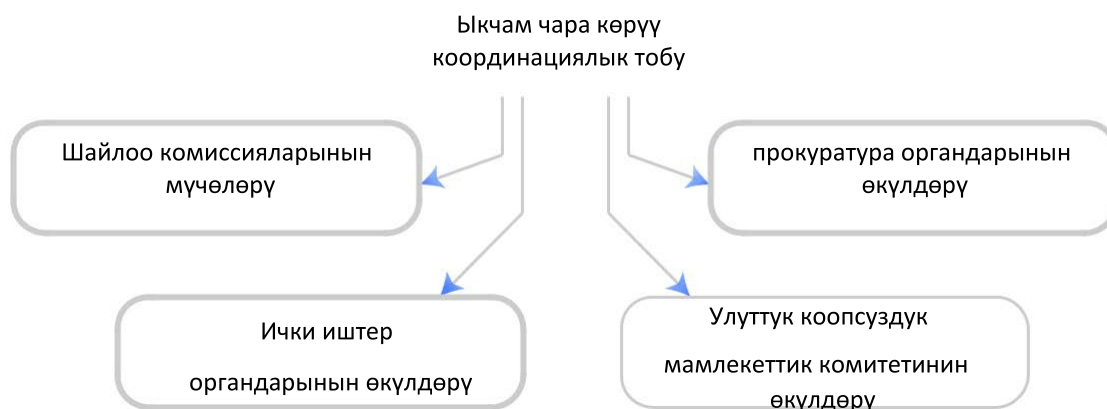 Ыкчам чара көрүү
координациялык тобу
Шайлоо комиссияларынын
мүчөлөрү
прокуратура органдарынын
өкүлдөрү
Ички иштер
органдарынын өкүлдөрү
Улуттук коопсуздук
мамлекеттик комитетинин
өкүлдөрү